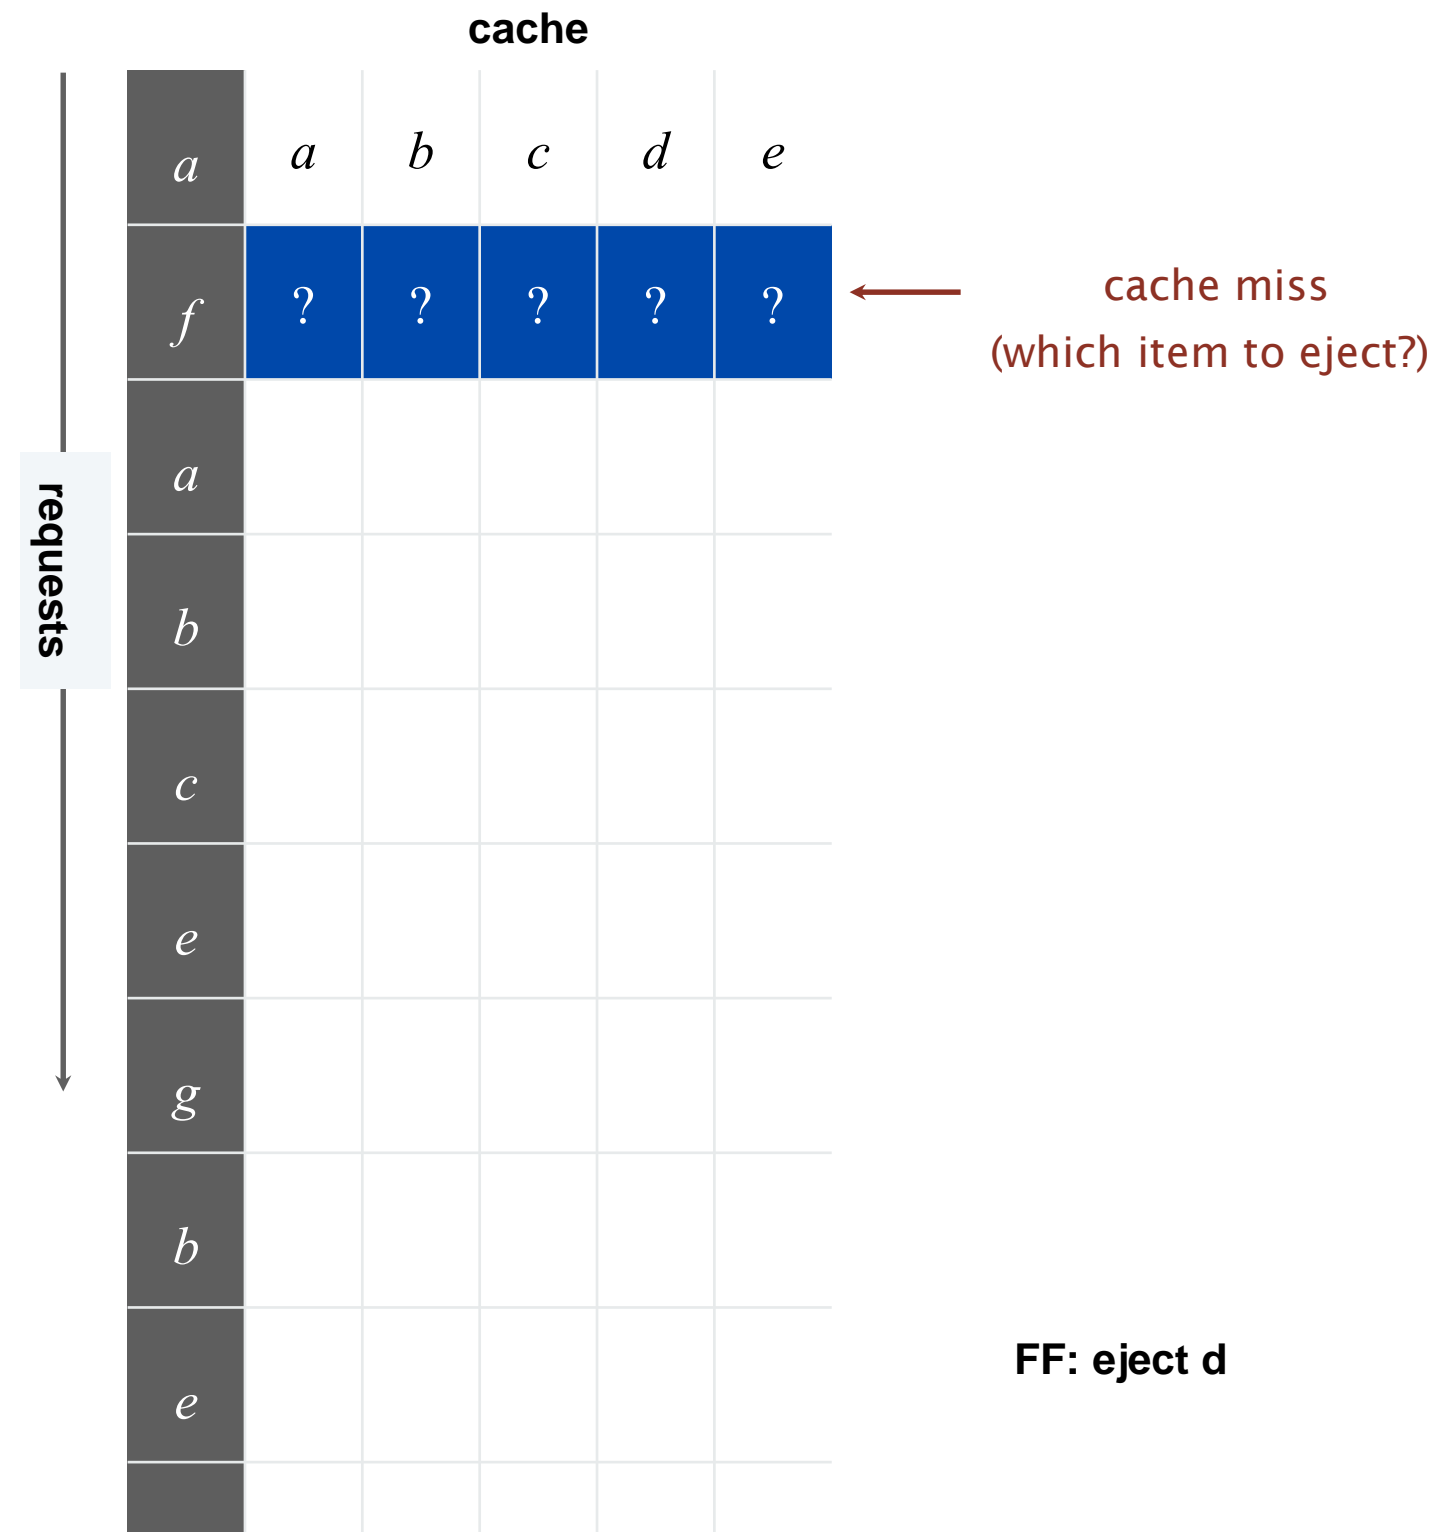 cache
a a b c d e
f ? ? ? ? ?
cache miss
(which item to eject?)
a
requests
b
c
e
g
b
e
FF: eject d